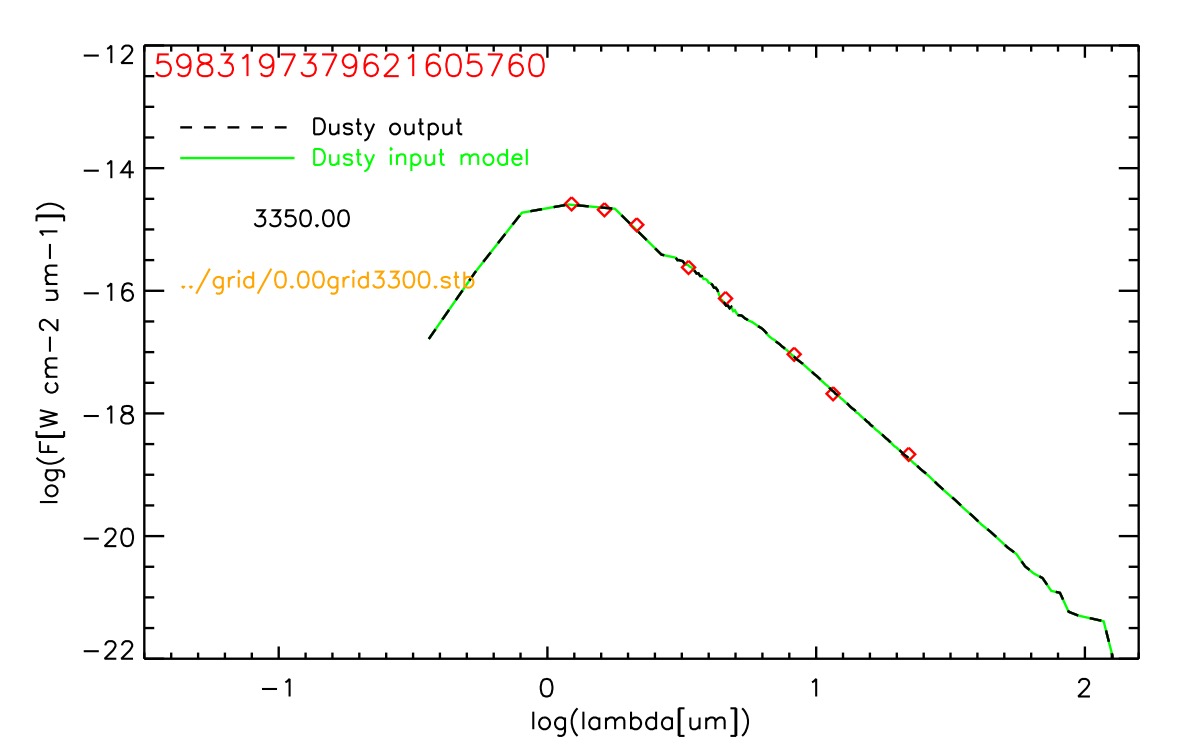 5983197379621605760
Dusty output
Dusty input model
3350.00
../grid/0.00grid3300.stb
log(F[W cm-2 um-1])
-12
-14
-16
-18
-20
-22
-1
0
1
2
log(lambda[um])